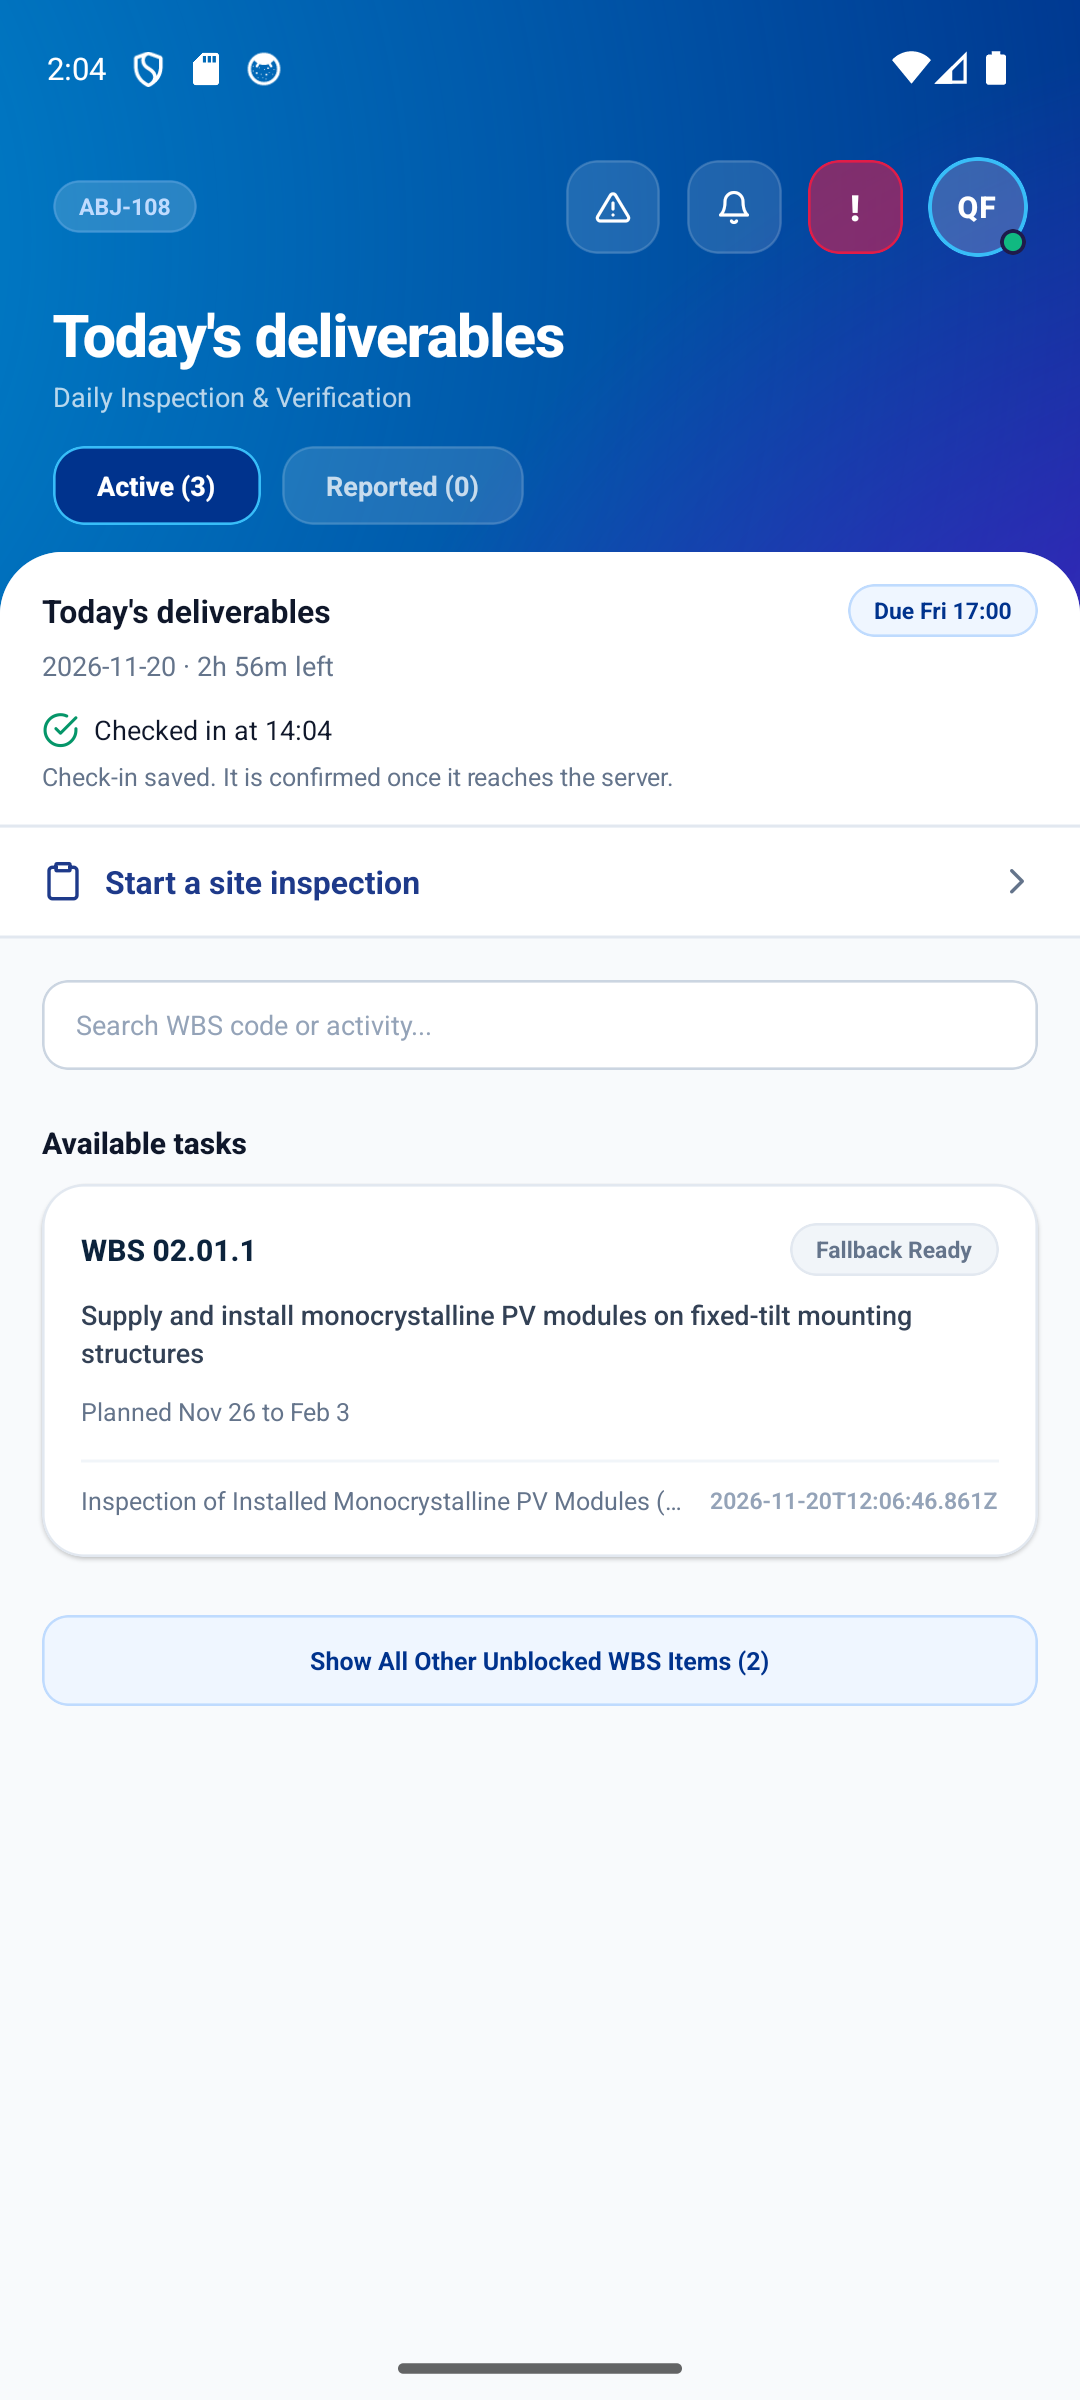 2:04
ABJ-108
!
QF
Today's deliverables
Daily Inspection & Verification
Active (3)
Reported (0)
Today's deliverables
Due Fri 17:00
2026-11-20 · 2h 56m left
Checked in at 14:04
Check-in saved. It is confirmed once it reaches the server.
Start a site inspection
Search WBS code or activity...
Available tasks
WBS 02.01.1
Fallback Ready
Supply and install monocrystalline PV modules on fixed-tilt mounting
structures
Planned Nov 26 to Feb 3
Inspection of Installed Monocrystalline PV Modules (...
2026-11-20T12:06:46.861Z
Show All Other Unblocked WBS Items (2)